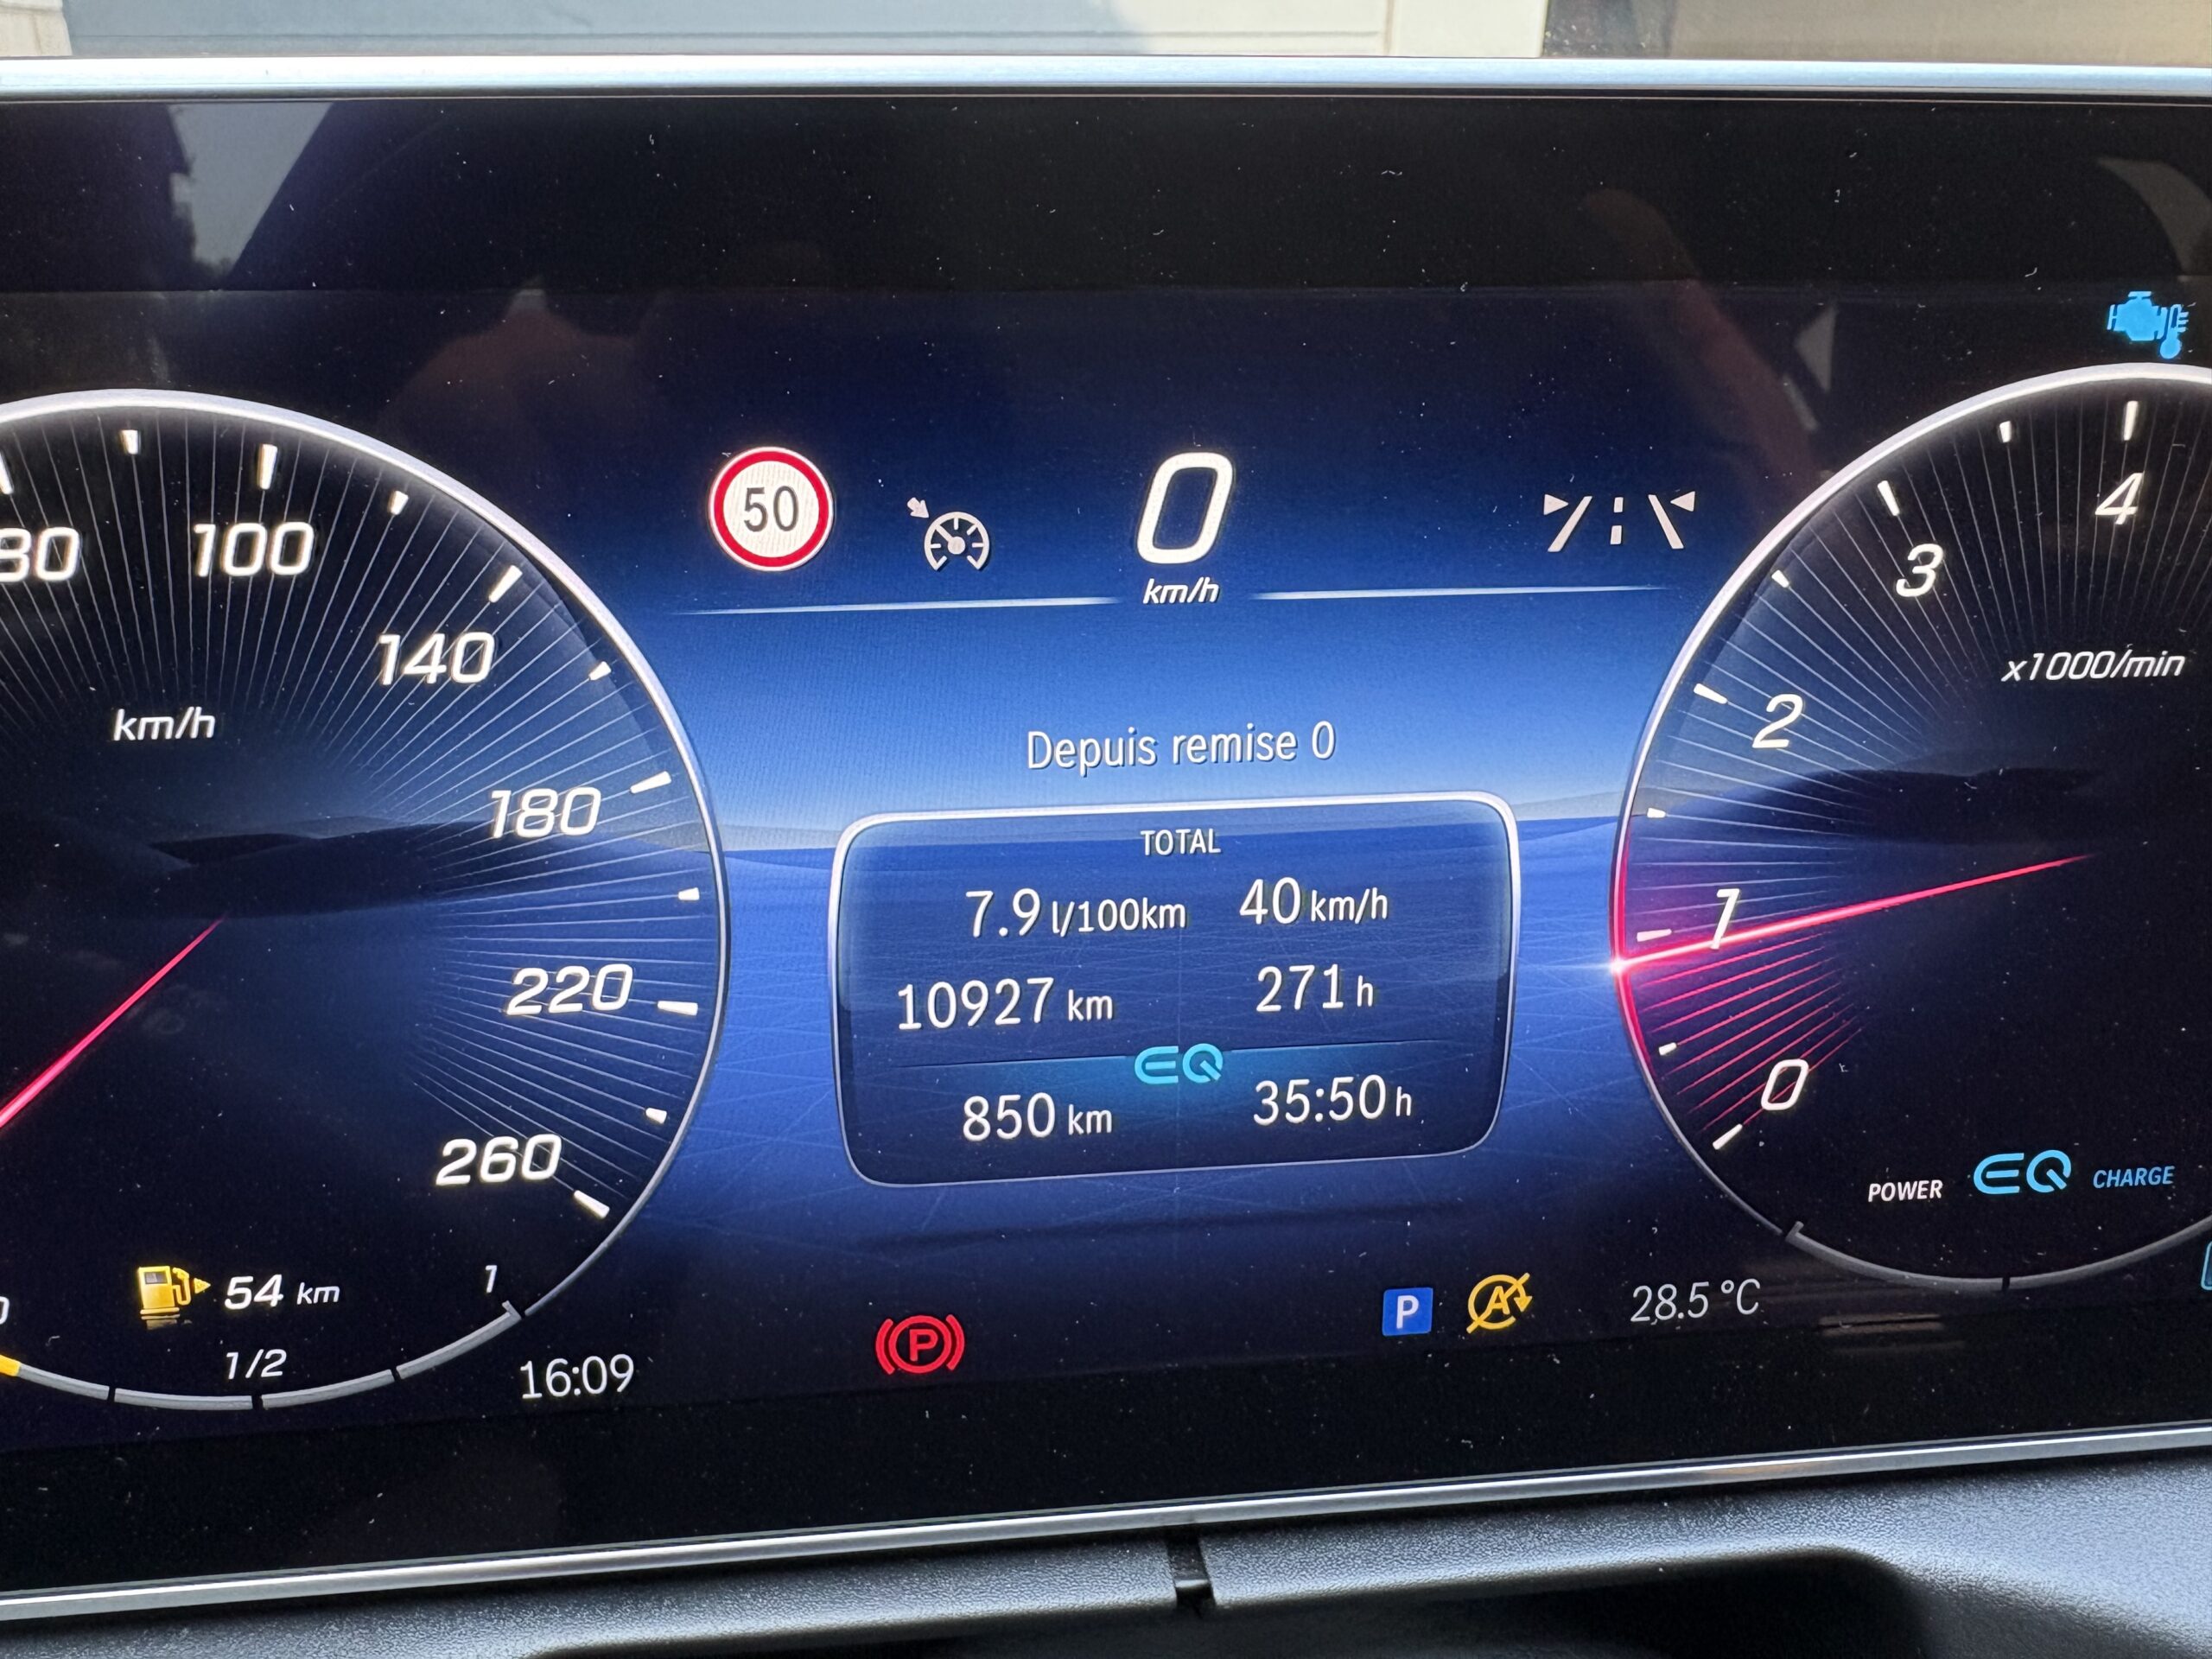 50
0
km/h
100
140
180
220
260
km/h
4
3
2
1
0
x1000/min
Depuis remise 0
TOTAL
7.9 l/100km 40 km/h
10927 km 271 h
EQ
850 km 35:50 h
POWER EQ CHARGE
54 km
1/2
1
16:09
P
P
A
28.5 °C